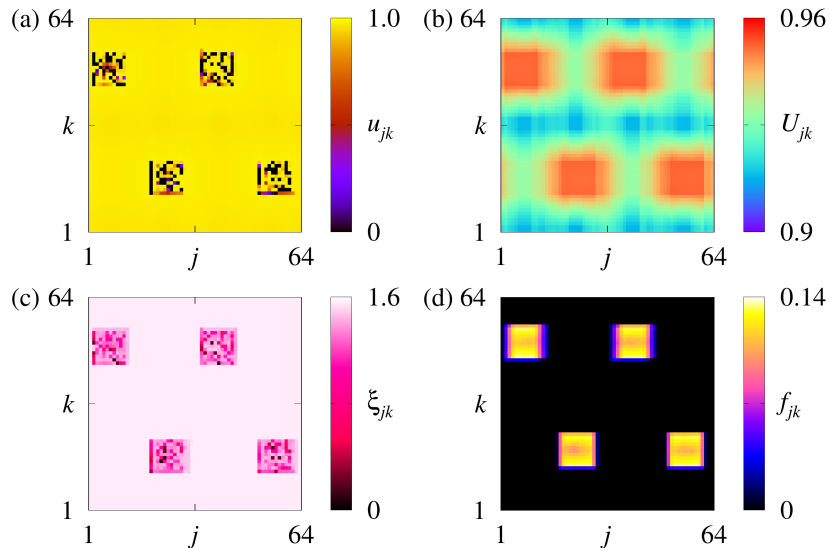 (a) 64 1.0
k u_jk
1 0
1 j 64
(b) 64 0.96
k U_jk
1 0.9
1 j 64
(c) 64 1.6
k ξ_jk
1 0
1 j 64
(d) 64 0.14
k f_jk
1 0
1 j 64